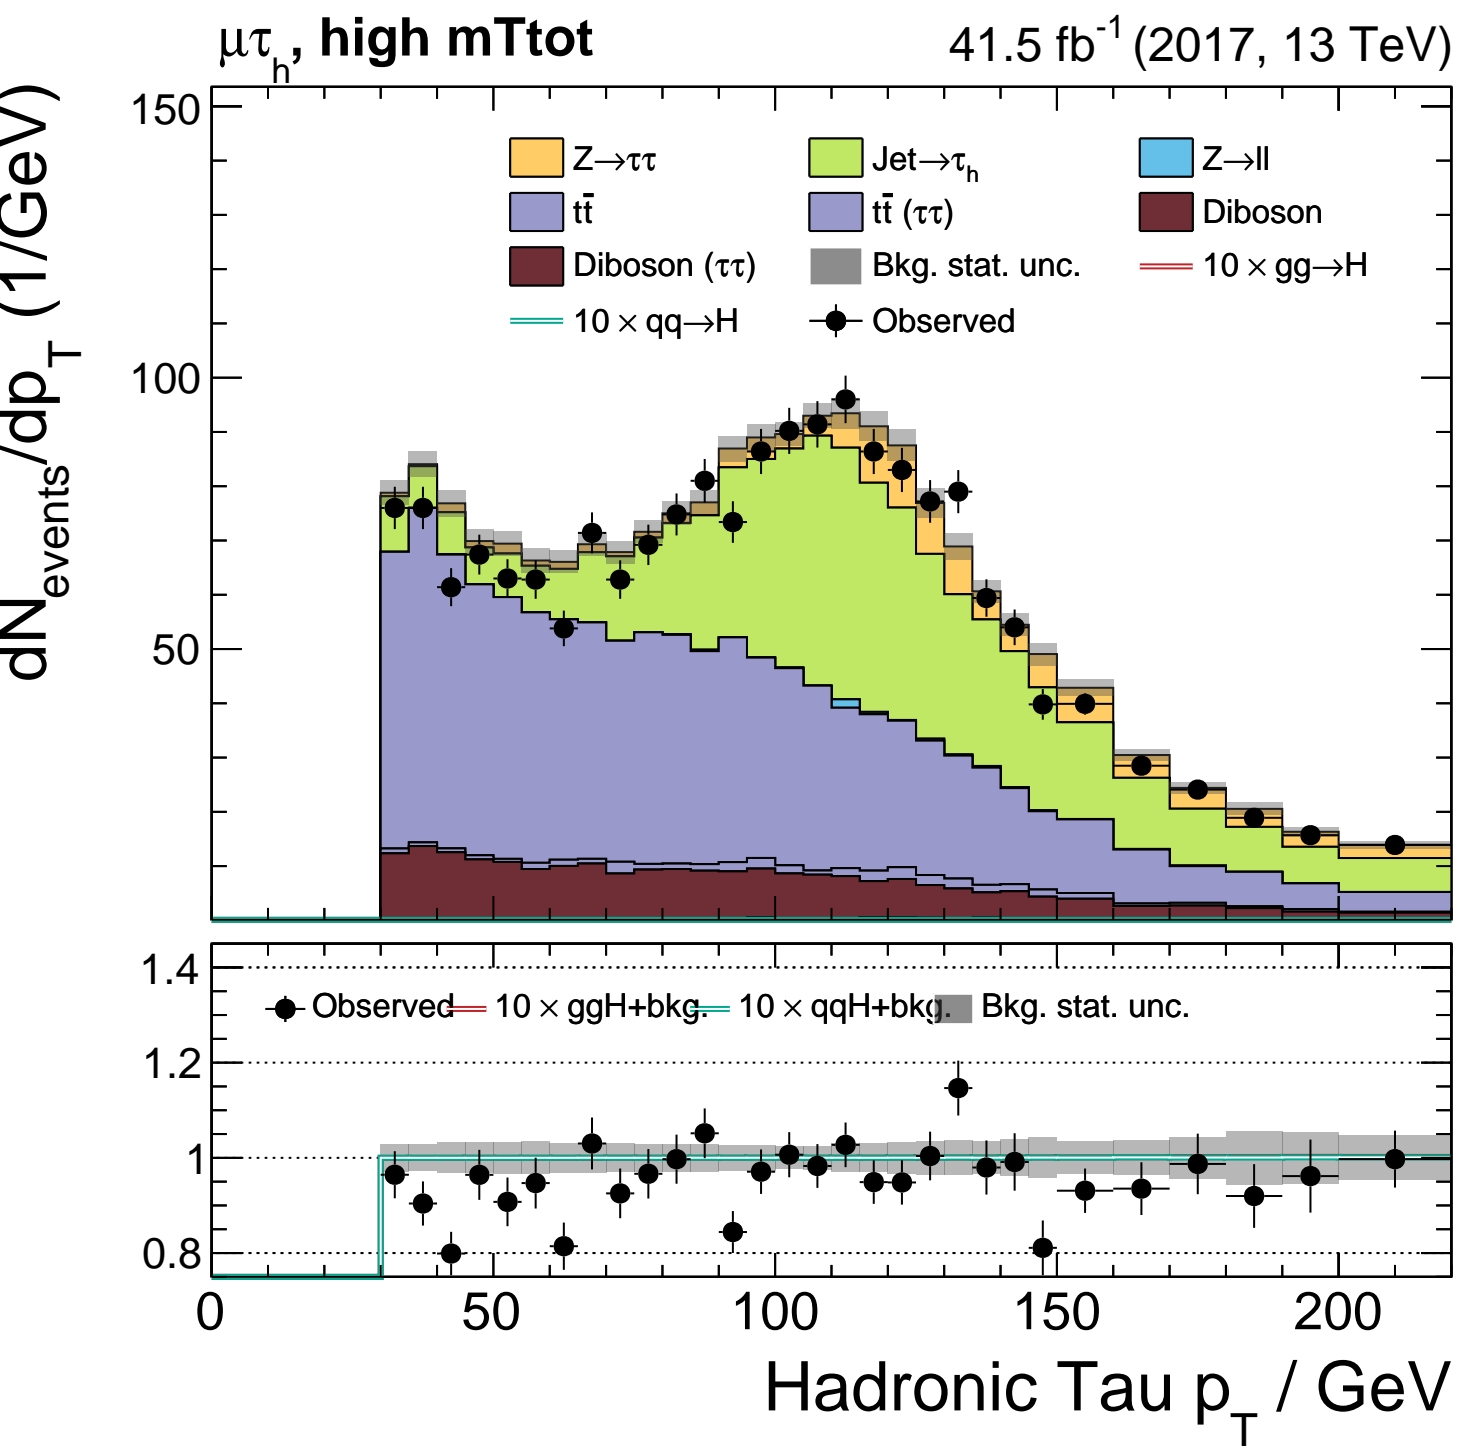 μτh, high mTtot 41.5 fb-1 (2017, 13 TeV)
dNevents/dpT (1/GeV)
150
Z→ττ Jet→τh Z→ll
tt̄ tt̄ (ττ) Diboson
Diboson (ττ) Bkg. stat. unc. 10 × gg→H
10 × qq→H Observed
100
50
1.4
Observed 10 × ggH+bkg. 10 × qqH+bkg. Bkg. stat. unc.
1.2
1
0.8
0 50 100 150 200
Hadronic Tau pT / GeV